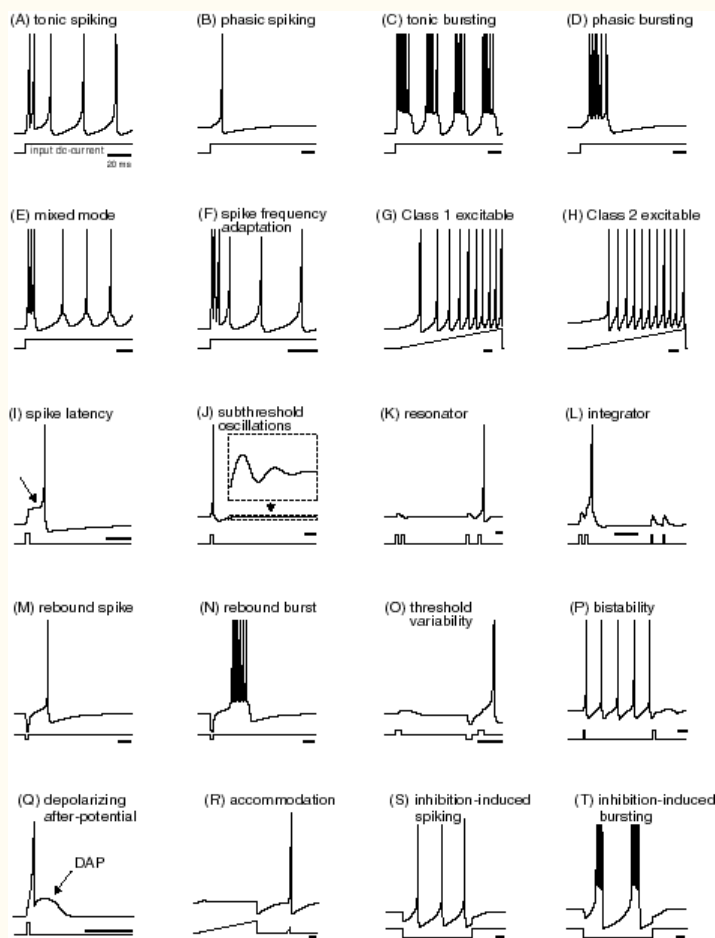 (A) tonic spiking
(B) phasic spiking
(C) tonic bursting
(D) phasic bursting
input dc-current
20 ms
(E) mixed mode
(F) spike frequency
adaptation
(G) Class 1 excitable
(H) Class 2 excitable
(I) spike latency
(J) subthreshold
oscillations
(K) resonator
(L) integrator
(M) rebound spike
(N) rebound burst
(O) threshold
variability
(P) bistability
(Q) depolarizing
after-potential
DAP
(R) accommodation
(S) inhibition-induced
spiking
(T) inhibition-induced
bursting